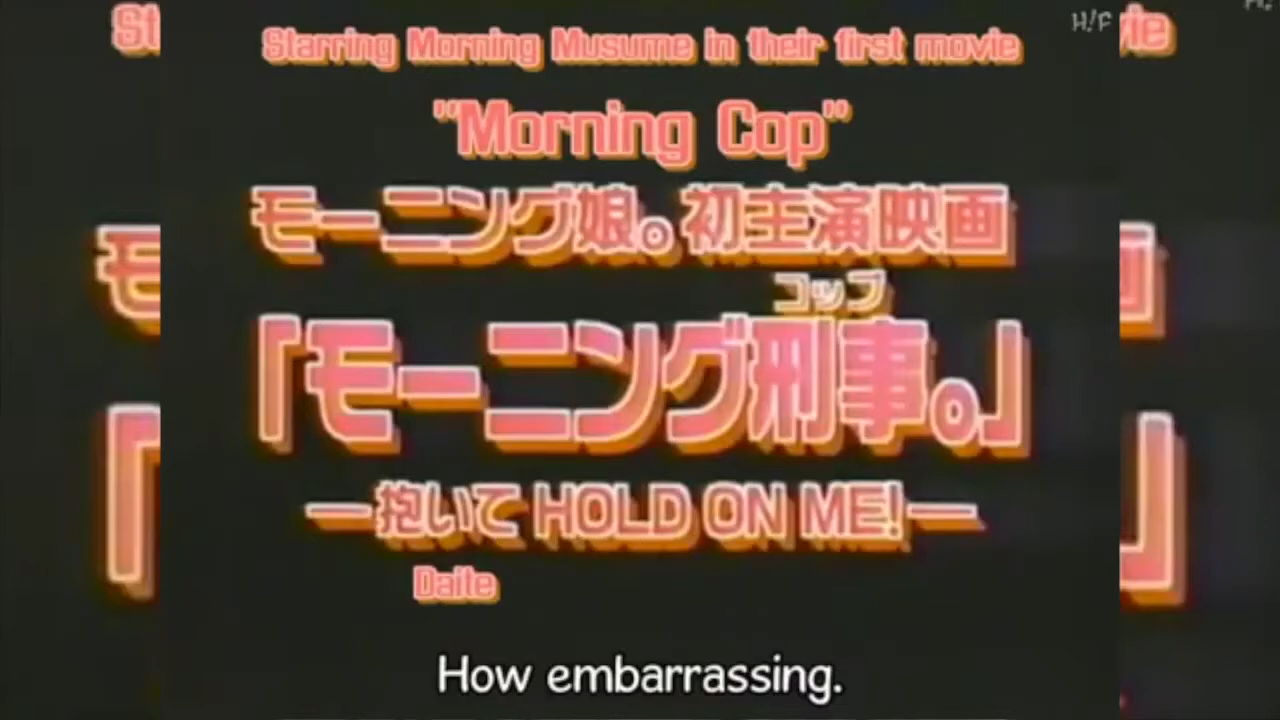 H!F
Starring Morning Musume in their first movie
"Morning Cop"
モーニング娘。初主演映画
コップ
「モーニング刑事。」
―抱いて HOLD ON ME!―
Daite
How embarrassing.